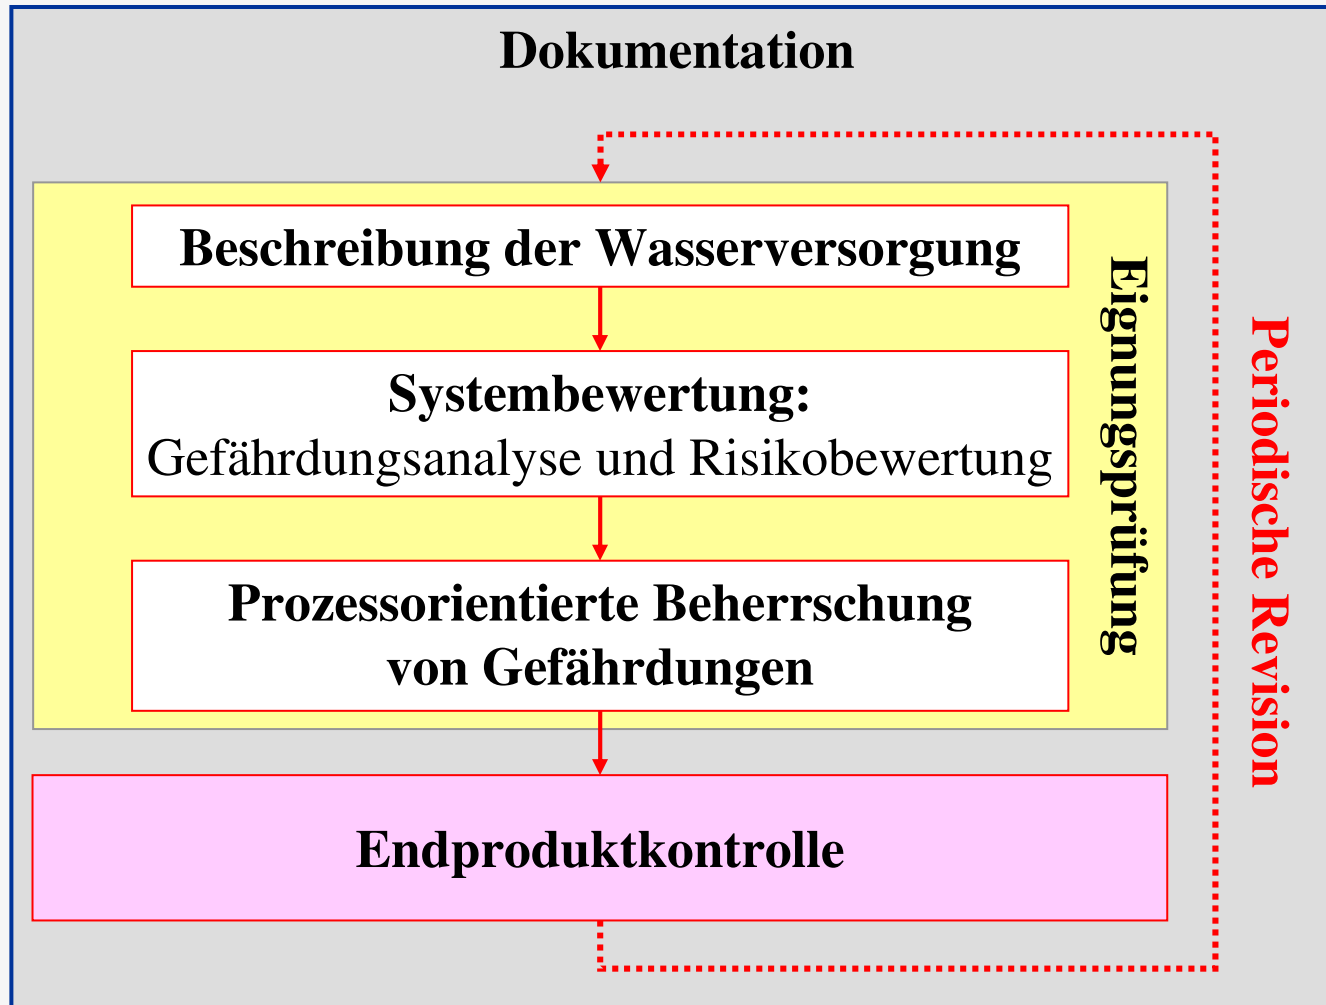 Dokumentation
Beschreibung der Wasserversorgung
Systembewertung:
Gefährdungsanalyse und Risikobewertung
Prozessorientierte Beherrschung
von Gefährdungen
Eignungsprüfung
Endproduktkontrolle
Periodische Revision